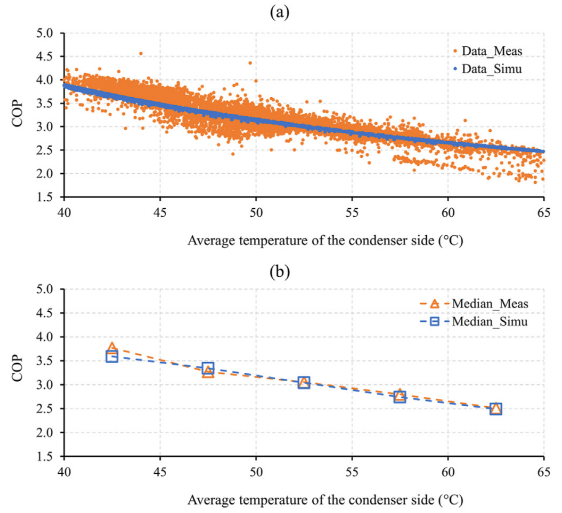 (a)
5.0
4.5
4.0
3.5
3.0
2.5
2.0
1.5
COP
Data_Meas
Data_Simu
40 45 50 55 60 65
Average temperature of the condenser side (°C)
(b)
5.0
4.5
4.0
3.5
3.0
2.5
2.0
1.5
COP
Median_Meas
Median_Simu
40 45 50 55 60 65
Average temperature of the condenser side (°C)